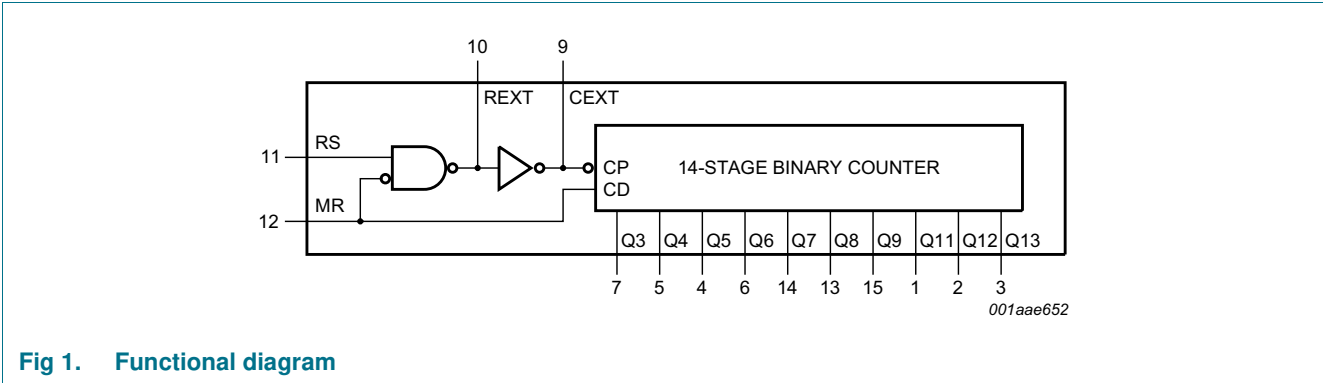 10 9
REXT CEXT
11 RS
CP 14-STAGE BINARY COUNTER
CD
12 MR
Q3 Q4 Q5 Q6 Q7 Q8 Q9 Q11 Q12 Q13
7 5 4 6 14 13 15 1 2 3
001aae652
Fig 1. Functional diagram